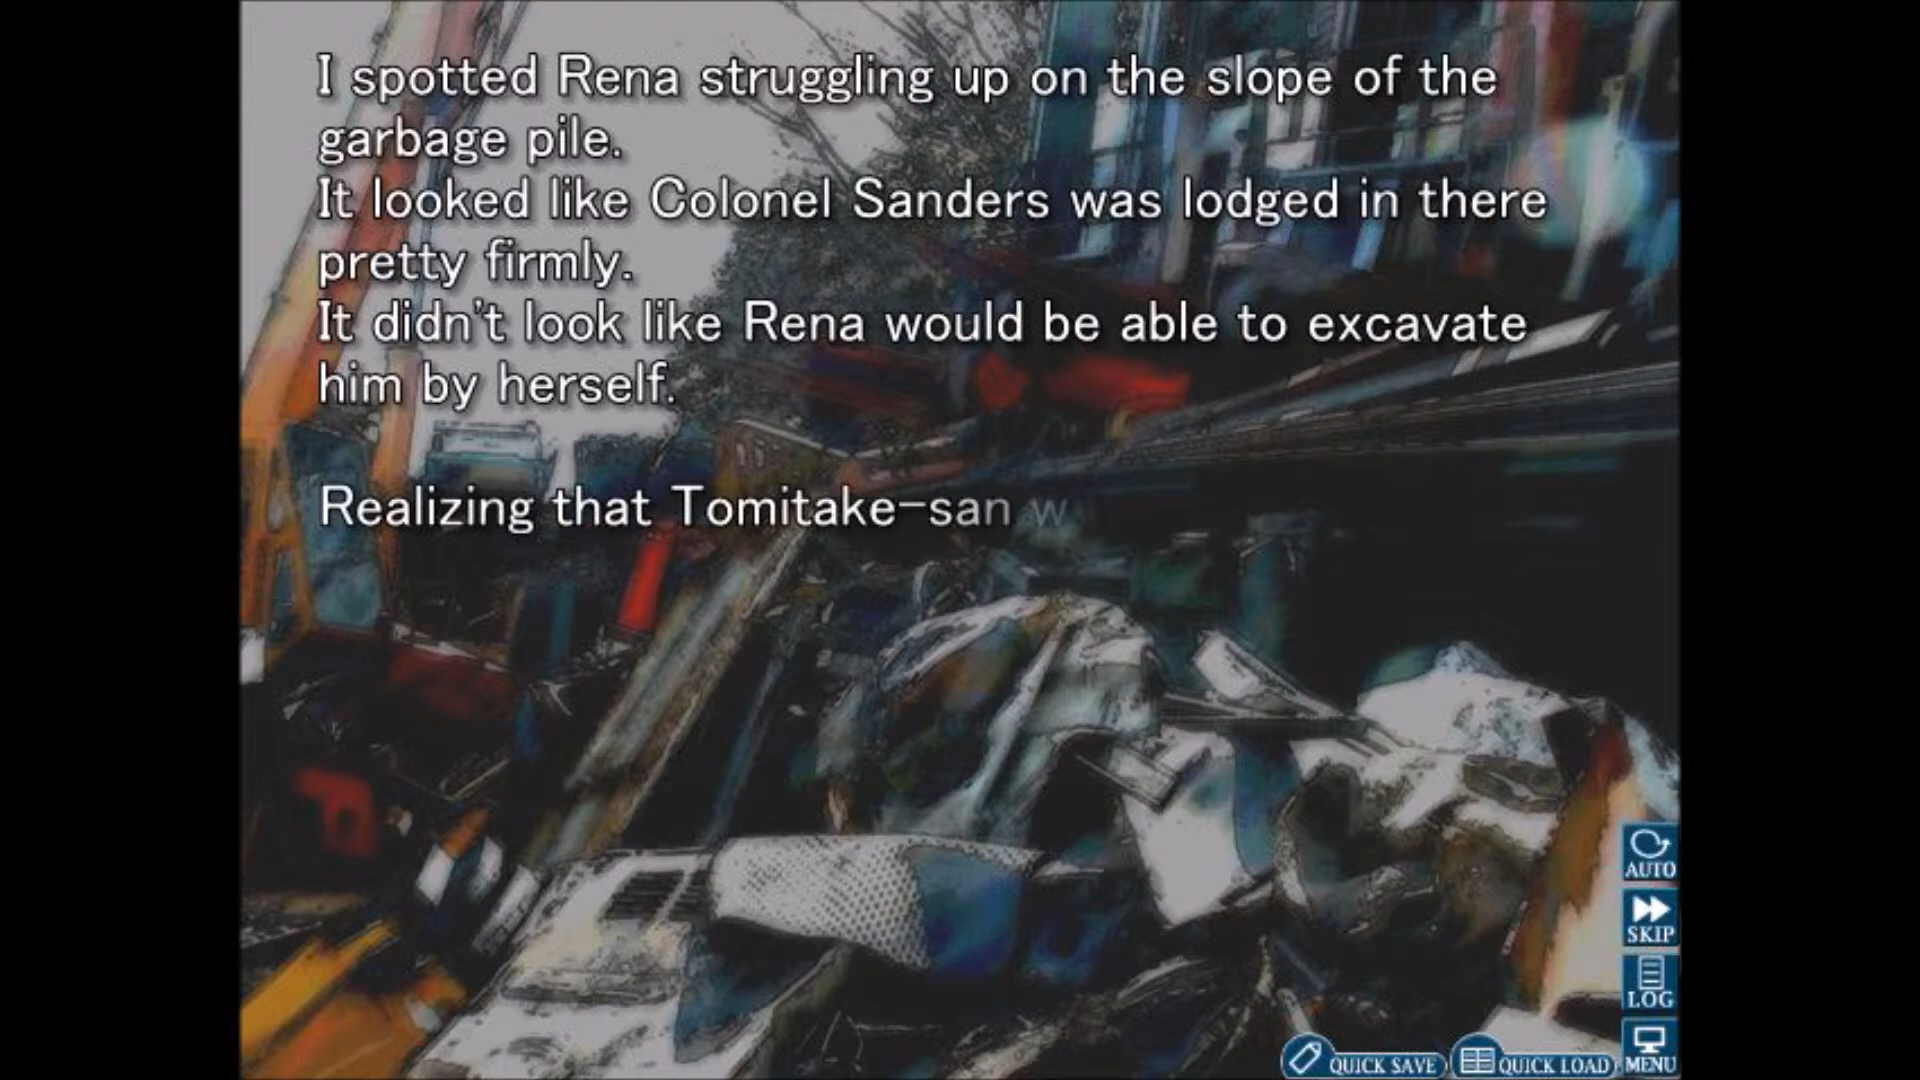 I spotted Rena struggling up on the slope of the
garbage pile.
It looked like Colonel Sanders was lodged in there
pretty firmly.
It didn't look like Rena would be able to excavate
him by herself.
Realizing that Tomitake-san w
AUTO
SKIP
LOG
MENU
QUICK SAVE
QUICK LOAD